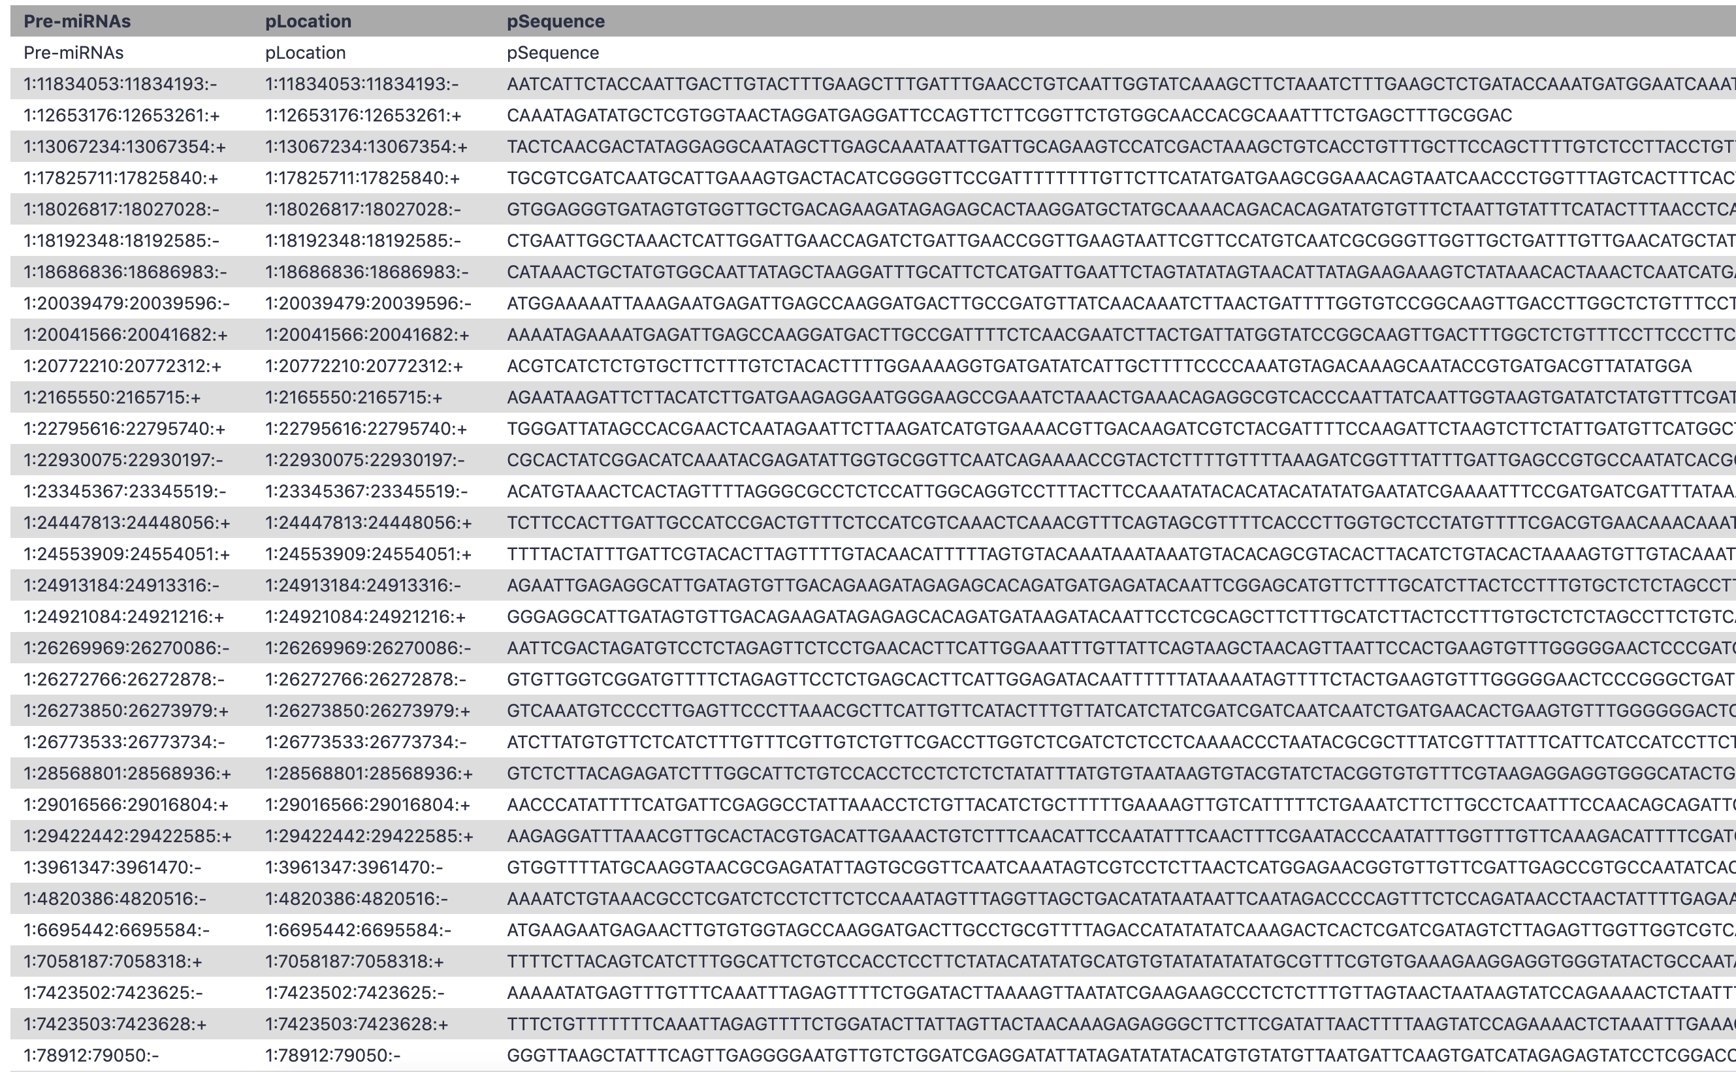 Pre-miRNAs pLocation pSequence
Pre-miRNAs pLocation pSequence
1:11834053:11834193:- 1:11834053:11834193:- AATCATTCTACCAATTGACTTGTACTTTGAAGCTTTGATTTGAACCTGTCAATTGGTATCAAAGCTTCTAAATCTTTGAAGCTCTGATACCAAATGATGGAATCAAAT
1:12653176:12653261:+ 1:12653176:12653261:+ CAAATAGATATGCTCGTGGTAACTAGGATGAGGATTCCAGTTCTTCGGTTCTGTGGCAACCACGCAAATTTCTGAGCTTTGCGGAC
1:13067234:13067354:+ 1:13067234:13067354:+ TACTCAACGACTATAGGAGGCAATAGCTTGAGCAAATAATTGATTGCAGAAGTCCATCGACTAAAGCTGTCACCTGTTTGCTTCCAGCTTTTGTCTCCTTACCTGT
1:17825711:17825840:+ 1:17825711:17825840:+ TGCGTCGATCAATGCATTGAAAGTGACTACATCGGGGTTCCGATTTTTTTTGTTCTTCATATGATGAAGCGGAAACAGTAATCAACCCTGGTTTAGTCACTTTCAC
1:18026817:18027028:- 1:18026817:18027028:- GTGGAGGGTGATAGTGTGGTTGCTGACAGAAGATAGAGAGCACTAAGGATGCTATGCAAAACAGACACAGATATGTGTTTCTAATTGTATTTCATACTTTAACCTCA
1:18192348:18192585:- 1:18192348:18192585:- CTGAATTGGCTAAACTCATTGGATTGAACCAGATCTGATTGAACCGGTTGAAGTAATTCGTTCCATGTCAATCGCGGGTTGGTTGCTGATTTGTTGAACATGCTAT
1:18686836:18686983:- 1:18686836:18686983:- CATAAACTGCTATGTGGCAATTATAGCTAAGGATTTGCATTCTCATGATTGAATTCTAGTATATAGTAACATTATAGAAGAAAGTCTATAAACACTAAACTCAATCATGA
1:20039479:20039596:- 1:20039479:20039596:- ATGGAAAAATTAAAGAATGAGATTGAGCCAAGGATGACTTGCCGATGTTATCAACAAATCTTAACTGATTTTGGTGTCCGGCAAGTTGACCTTGGCTCTGTTTCCT
1:20041566:20041682:+ 1:20041566:20041682:+ AAAATAGAAAATGAGATTGAGCCAAGGATGACTTGCCGATTTTCTCAACGAATCTTACTGATTATGGTATCCGGCAAGTTGACTTTGGCTCTGTTTCCTTCCCTTC
1:20772210:20772312:+ 1:20772210:20772312:+ ACGTCATCTCTGTGCTTCTTTGTCTACACTTTTGGAAAAGGTGATGATATCATTGCTTTTCCCCAAATGTAGACAAAGCAATACCGTGATGACGTTATATGGA
1:2165550:2165715:+ 1:2165550:2165715:+ AGAATAAGATTCTTACATCTTGATGAAGAGGAATGGGAAGCCGAAATCTAAACTGAAACAGAGGCGTCACCCAATTATCAATTGGTAAGTGATATCTATGTTTCGAT
1:22795616:22795740:+ 1:22795616:22795740:+ TGGGATTATAGCCACGAACTCAATAGAATTCTTAAGATCATGTGAAAACGTTGACAAGATCGTCTACGATTTTCCAAGATTCTAAGTCTTCTATTGATGTTCATGGCT
1:22930075:22930197:- 1:22930075:22930197:- CGCACTATCGGACATCAAATACGAGATATTGGTGCGGTTCAATCAGAAAACCGTACTCTTTTGTTTTAAAGATCGGTTTATTTGATTGAGCCGTGCCAATATCACG
1:23345367:23345519:- 1:23345367:23345519:- ACATGTAAACTCACTAGTTTTAGGGCGCCTCTCCATTGGCAGGTCCTTTACTTCCAAATATACACATACATATATGAATATCGAAAATTTCCGATGATCGATTTATAA
1:24447813:24448056:+ 1:24447813:24448056:+ TCTTCCACTTGATTGCCATCCGACTGTTTCTCCATCGTCAAACTCAAACGTTTCAGTAGCGTTTTCACCCTTGGTGCTCCTATGTTTTCGACGTGAACAAACAAAT
1:24553909:24554051:+ 1:24553909:24554051:+ TTTTACTATTTGATTCGTACACTTAGTTTTGTACAACATTTTTAGTGTACAAATAAATAAATGTACACAGCGTACACTTACATCTGTACACTAAAAGTGTTGTACAAAT
1:24913184:24913316:- 1:24913184:24913316:- AGAATTGAGAGGCATTGATAGTGTTGACAGAAGATAGAGAGCACAGATGATGAGATACAATTCGGAGCATGTTCTTTGCATCTTACTCCTTTGTGCTCTCTAGCCTT
1:24921084:24921216:+ 1:24921084:24921216:+ GGGAGGCATTGATAGTGTTGACAGAAGATAGAGAGCACAGATGATAAGATACAATTCCTCGCAGCTTCTTTGCATCTTACTCCTTTGTGCTCTCTAGCCTTCTGTC
1:26269969:26270086:- 1:26269969:26270086:- AATTCGACTAGATGTCCTCTAGAGTTCTCCTGAACACTTCATTGGAAATTTGTTATTCAGTAAGCTAACAGTTAATTCCACTGAAGTGTTTGGGGGAACTCCCGATC
1:26272766:26272878:- 1:26272766:26272878:- GTGTTGGTCGGATGTTTTCTAGAGTTCCTCTGAGCACTTCATTGGAGATACAATTTTTTATAAAATAGTTTTCTACTGAAGTGTTTGGGGGAACTCCCGGGCTGAT
1:26273850:26273979:+ 1:26273850:26273979:+ GTCAAATGTCCCCTTGAGTTCCCTTAAACGCTTCATTGTTCATACTTTGTTATCATCTATCGATCGATCAATCAATCTGATGAACACTGAAGTGTTTGGGGGGACTC
1:26773533:26773734:- 1:26773533:26773734:- ATCTTATGTGTTCTCATCTTTGTTTCGTTGTCTGTTCGACCTTGGTCTCGATCTCTCCTCAAAACCCTAATACGCGCTTTATCGTTTATTTCATTCATCCATCCTTCT
1:28568801:28568936:+ 1:28568801:28568936:+ GTCTCTTACAGAGATCTTTGGCATTCTGTCCACCTCCTCTCTCTATATTTATGTGTAATAAGTGTACGTATCTACGGTGTGTTTCGTAAGAGGAGGTGGGCATACTG
1:29016566:29016804:+ 1:29016566:29016804:+ AACCCATATTTTCATGATTCGAGGCCTATTAAACCTCTGTTACATCTGCTTTTTGAAAAGTTGTCATTTTTCTGAAATCTTCTTGCCTCAATTTCCAACAGCAGATTG
1:29422442:29422585:+ 1:29422442:29422585:+ AAGAGGATTTAAACGTTGCACTACGTGACATTGAAACTGTCTTTCAACATTCCAATATTTCAACTTTCGAATACCCAATATTTGGTTTGTTCAAAGACATTTTCGAT
1:3961347:3961470:- 1:3961347:3961470:- GTGGTTTTATGCAAGGTAACGCGAGATATTAGTGCGGTTCAATCAAATAGTCGTCCTCTTAACTCATGGAGAACGGTGTTGTTCGATTGAGCCGTGCCAATATCAC
1:4820386:4820516:- 1:4820386:4820516:- AAAATCTGTAAACGCCTCGATCTCCTCTTCTCCAAATAGTTTAGGTTAGCTGACATATAATAATTCAATAGACCCCAGTTTCTCCAGATAACCTAACTATTTTGAGAA
1:6695442:6695584:- 1:6695442:6695584:- ATGAAGAATGAGAACTTGTGTGGTAGCCAAGGATGACTTGCCTGCGTTTTAGACCATATATATCAAAGACTCACTCGATCGATAGTCTTAGAGTTGGTTGGTCGTC
1:7058187:7058318:+ 1:7058187:7058318:+ TTTTCTTACAGTCATCTTTGGCATTCTGTCCACCTCCTTCTATACATATATGCATGTGTATATATATATGCGTTTCGTGTGAAAGAAGGAGGTGGGTATACTGCCAAT
1:7423502:7423625:- 1:7423502:7423625:- AAAAATATGAGTTTGTTTCAAATTTAGAGTTTTCTGGATACTTAAAAGTTAATATCGAAGAAGCCCTCTCTTTGTTAGTAACTAATAAGTATCCAGAAAACTCTAATT
1:7423503:7423628:+ 1:7423503:7423628:+ TTTCTGTTTTTTTCAAATTAGAGTTTTCTGGATACTTATTAGTTACTAACAAAGAGAGGGCTTCTTCGATATTAACTTTTAAGTATCCAGAAAACTCTAAATTTGAAA
1:78912:79050:- 1:78912:79050:- GGGTTAAGCTATTTCAGTTGAGGGGAATGTTGTCTGGATCGAGGATATTATAGATATATACATGTGTATGTTAATGATTCAAGTGATCATAGAGAGTATCCTCGGACC